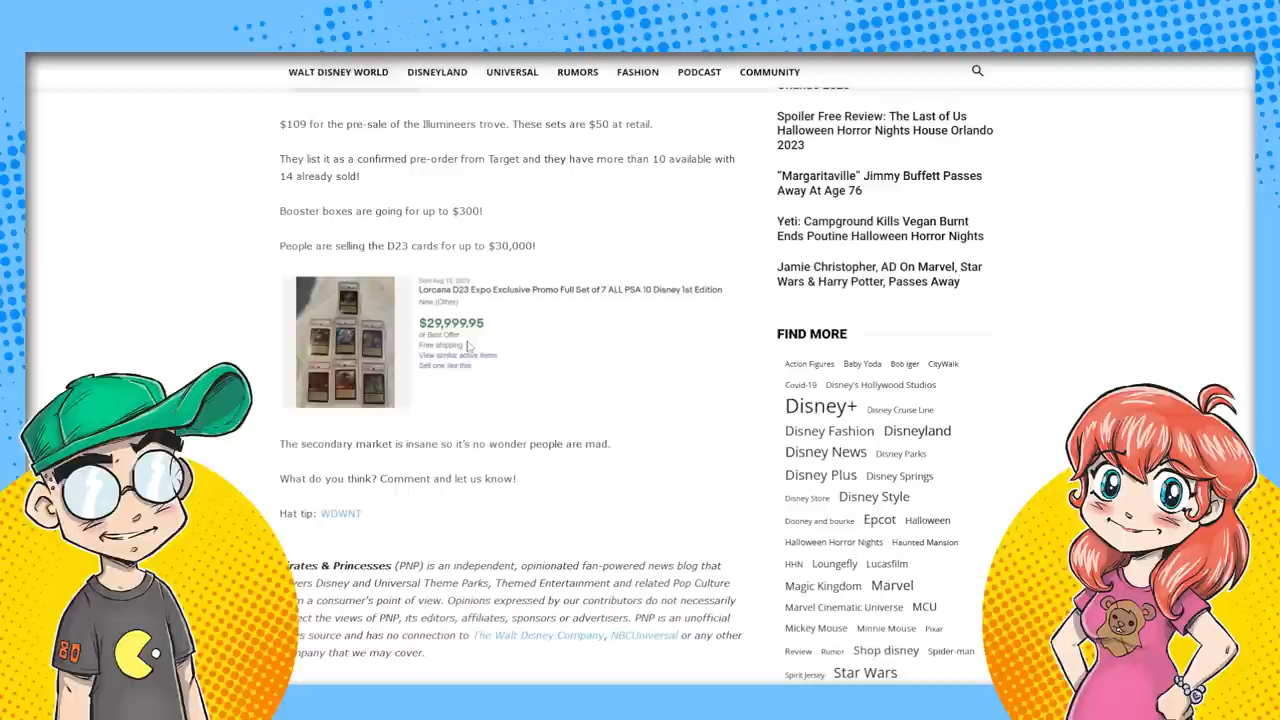 WALT DISNEY WORLD DISNEYLAND UNIVERSAL RUMORS FASHION PODCAST COMMUNITY
$109 for the pre-sale of the Illumineers trove. These sets are $50 at retail.
They list it as a confirmed pre-order from Target and they have more than 10 available with
14 already sold!
Booster boxes are going for up to $300!
People are selling the D23 cards for up to $30,000!
Sold Aug 13, 2023
Lorcana D23 Expo Exclusive Promo Full Set of 7 ALL PSA 10 Disney 1st Edition
New (Other)
$29,999.95
or Best Offer
Free shipping
View similar active items
Sell one like this
The secondary market is insane so it's no wonder people are mad.
What do you think? Comment and let us know!
Hat tip: WDWNT
irates & Princesses (PNP) is an independent, opinionated fan-powered news blog that
vers Disney and Universal Theme Parks, Themed Entertainment and related Pop Culture
m a consumer's point of view. Opinions expressed by our contributors do not necessarily
ect the views of PNP, its editors, affiliates, sponsors or advertisers. PNP is an unofficial
s source and has no connection to The Walt Disney Company, NBCUniversal or any other
mpany that we may cover.
Orlando 2023
Spoiler Free Review: The Last of Us
Halloween Horror Nights House Orlando
2023
"Margaritaville" Jimmy Buffett Passes
Away At Age 76
Yeti: Campground Kills Vegan Burnt
Ends Poutine Halloween Horror Nights
Jamie Christopher, AD On Marvel, Star
Wars & Harry Potter, Passes Away
FIND MORE
Action Figures Baby Yoda Bob Iger CityWalk
Covid-19 Disney's Hollywood Studios
Disney+ Disney Cruise Line
Disney Fashion Disneyland
Disney News Disney Parks
Disney Plus Disney Springs
Disney Store Disney Style
Dooney and bourke Epcot Halloween
Halloween Horror Nights Haunted Mansion
HHN Loungefly Lucasfilm
Magic Kingdom Marvel
Marvel Cinematic Universe MCU
Mickey Mouse Minnie Mouse Pixar
Review Rumor Shop disney Spider-man
Spirit Jersey Star Wars
80